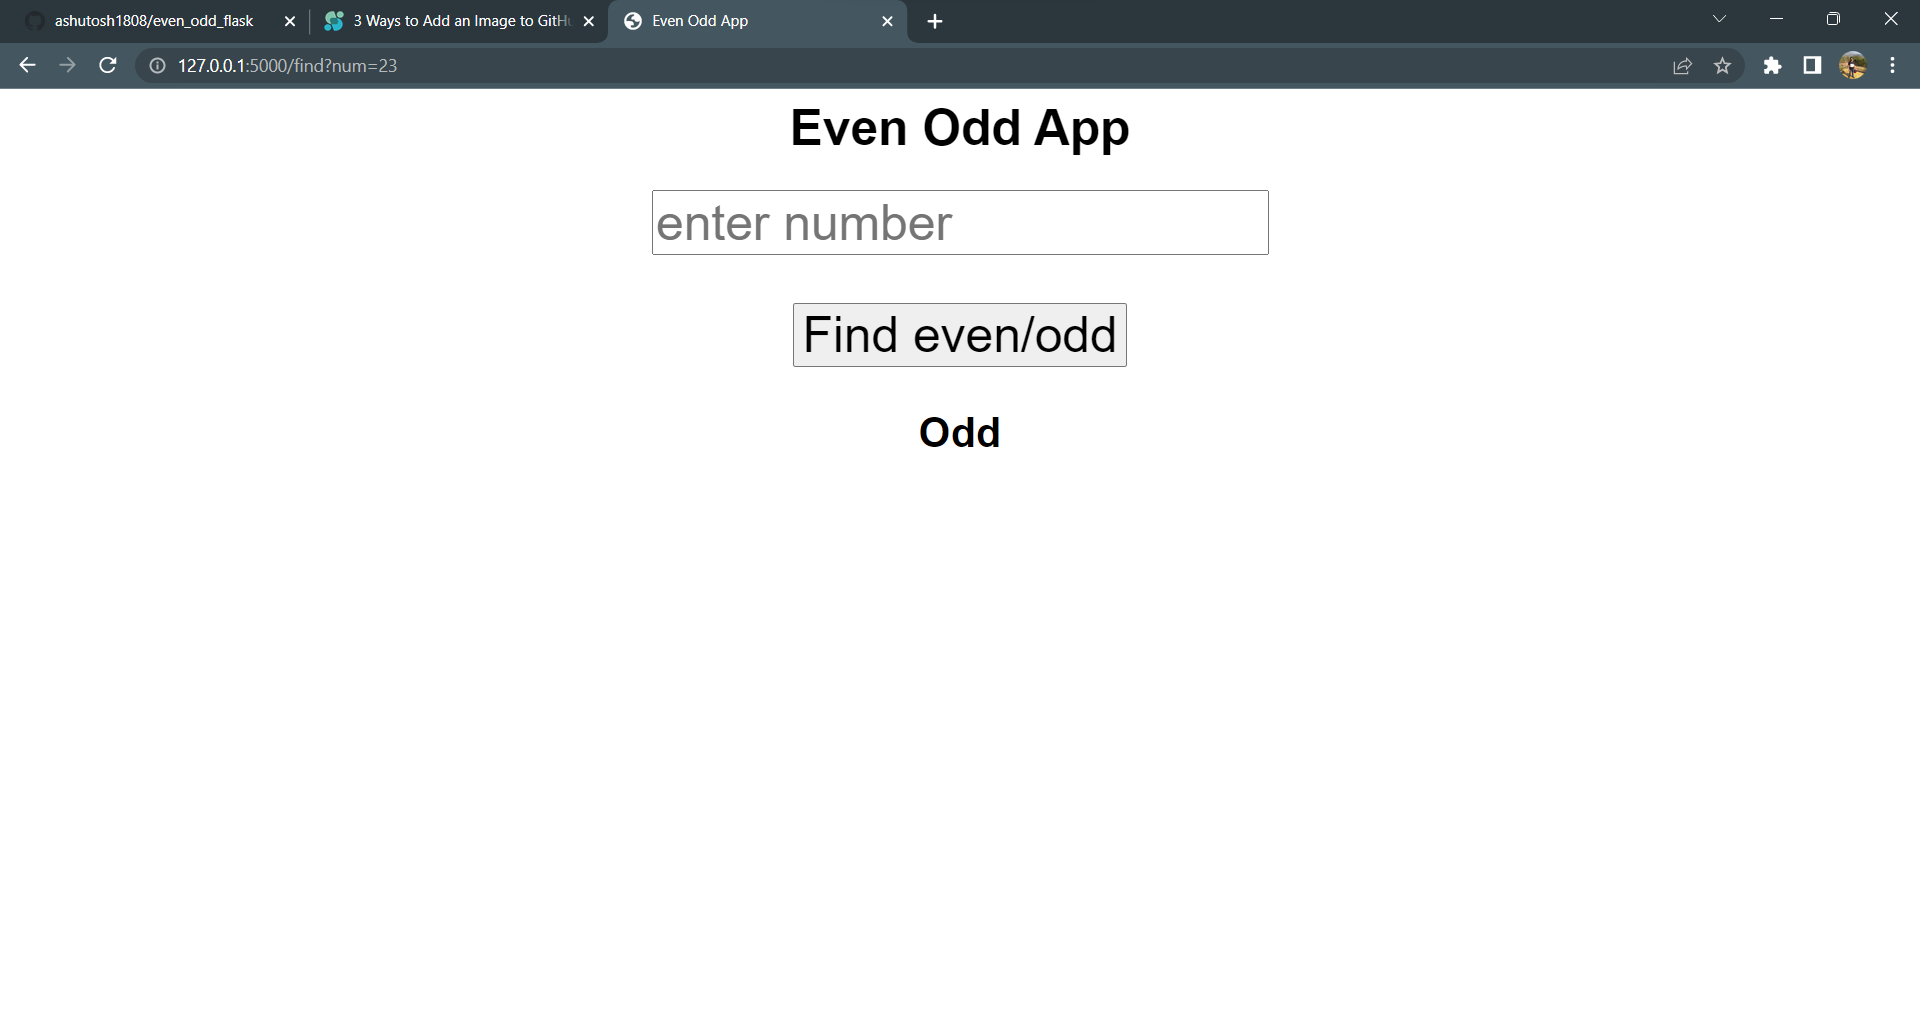 ashutosh1808/even_odd_flask
3 Ways to Add an Image to GitH
Even Odd App
127.0.0.1:5000/find?num=23
Even Odd App
enter number
Find even/odd
Odd